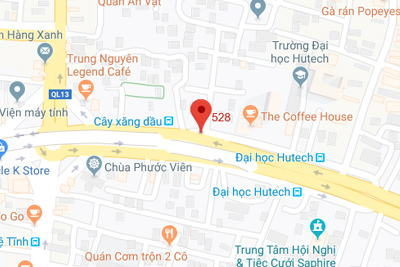 Quán Ăn Vặt
Gà rán Popeyes
Hàng Xanh
Trung Nguyên
Legend Café
Trường Đại
học Hutech
QL13
Viện máy tính
Cây xăng dầu
528
The Coffee House
Đại học Hutech
cle K Store
Chùa Phước Viên
Đại học Hutech
o Go
ệ Tĩnh
Quán Cơm trộn 2 Cô
Trung Tâm Hội Nghị
& Tiệc Cưới Saphire